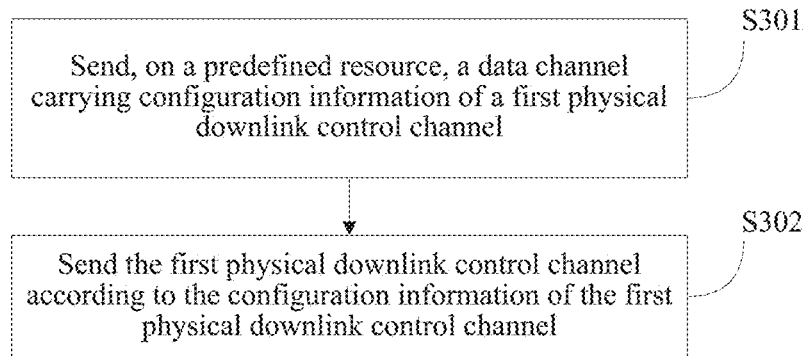 S301
Send, on a predefined resource, a data channel
carrying configuration information of a first physical
downlink control channel
S302
Send the first physical downlink control channel
according to the configuration information of the first
physical downlink control channel